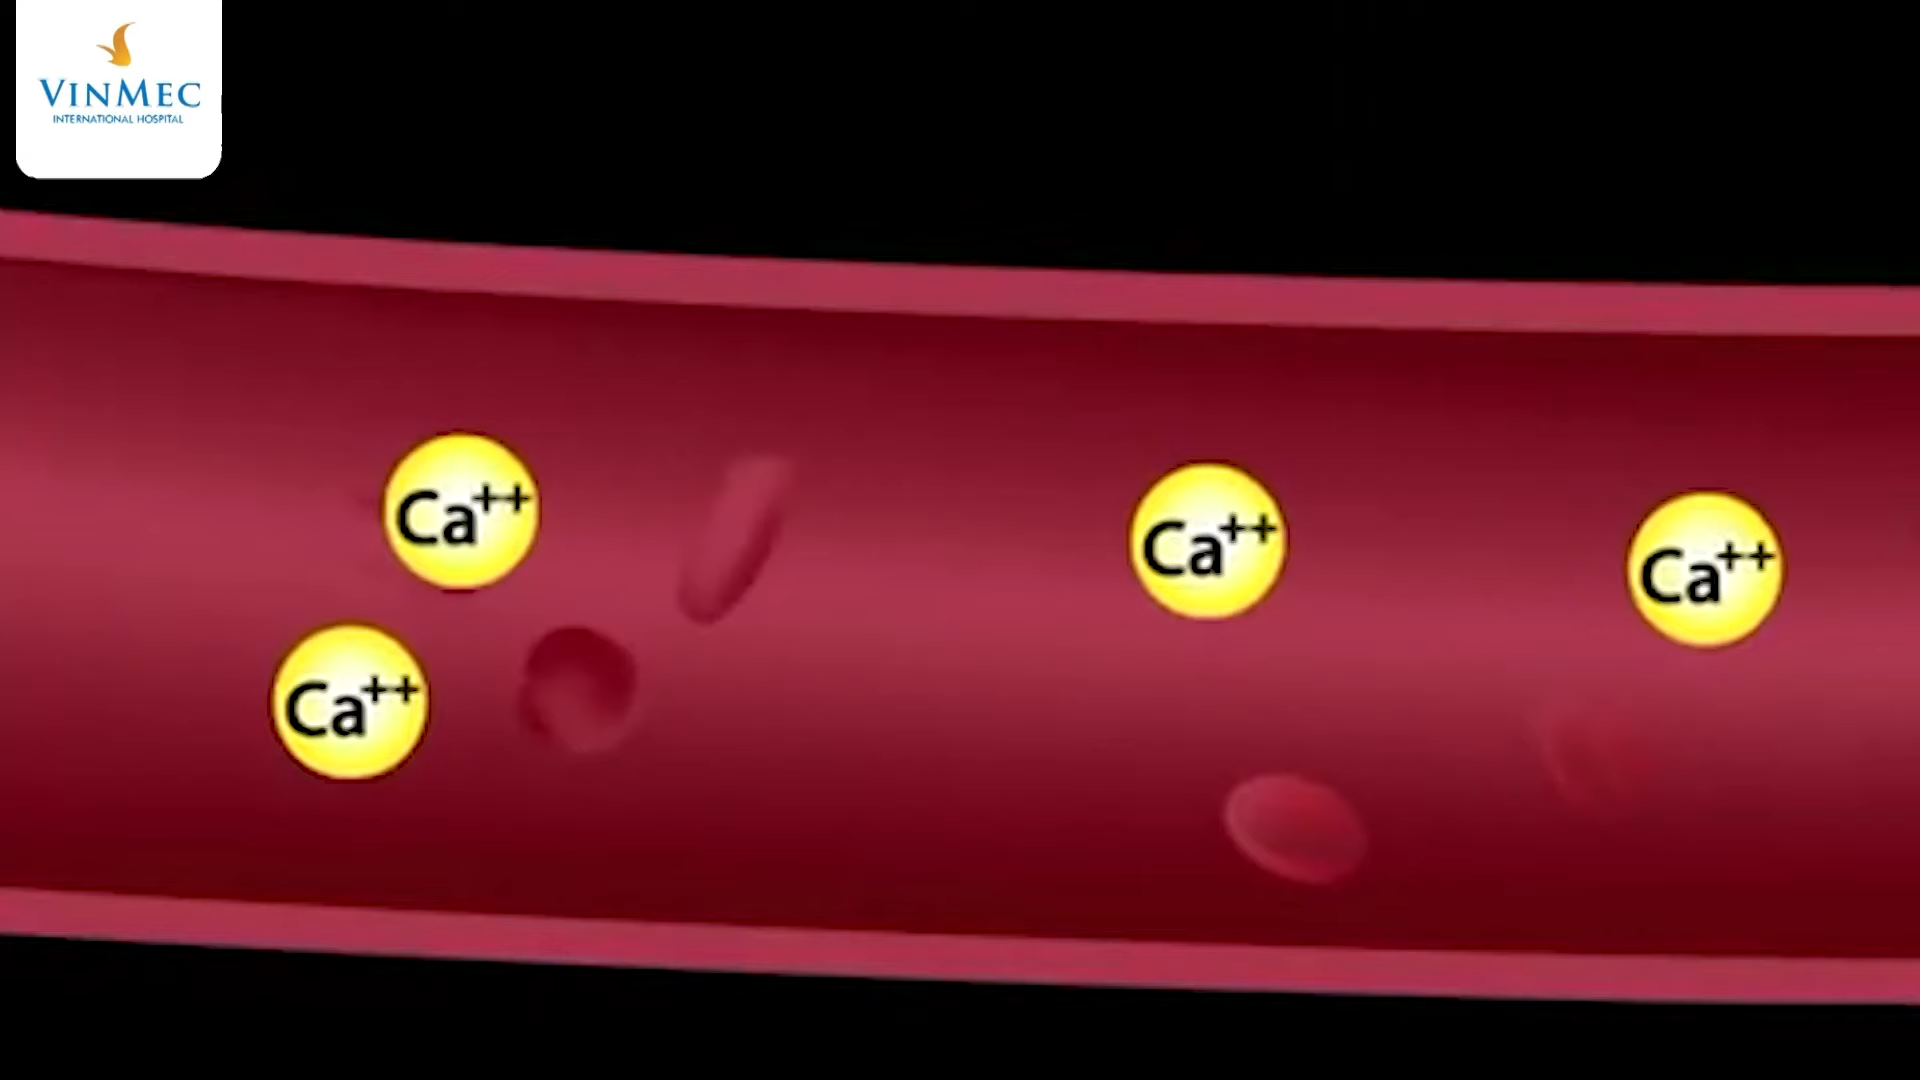 VINMEC
INTERNATIONAL HOSPITAL
Ca++
Ca++
Ca++
Ca++